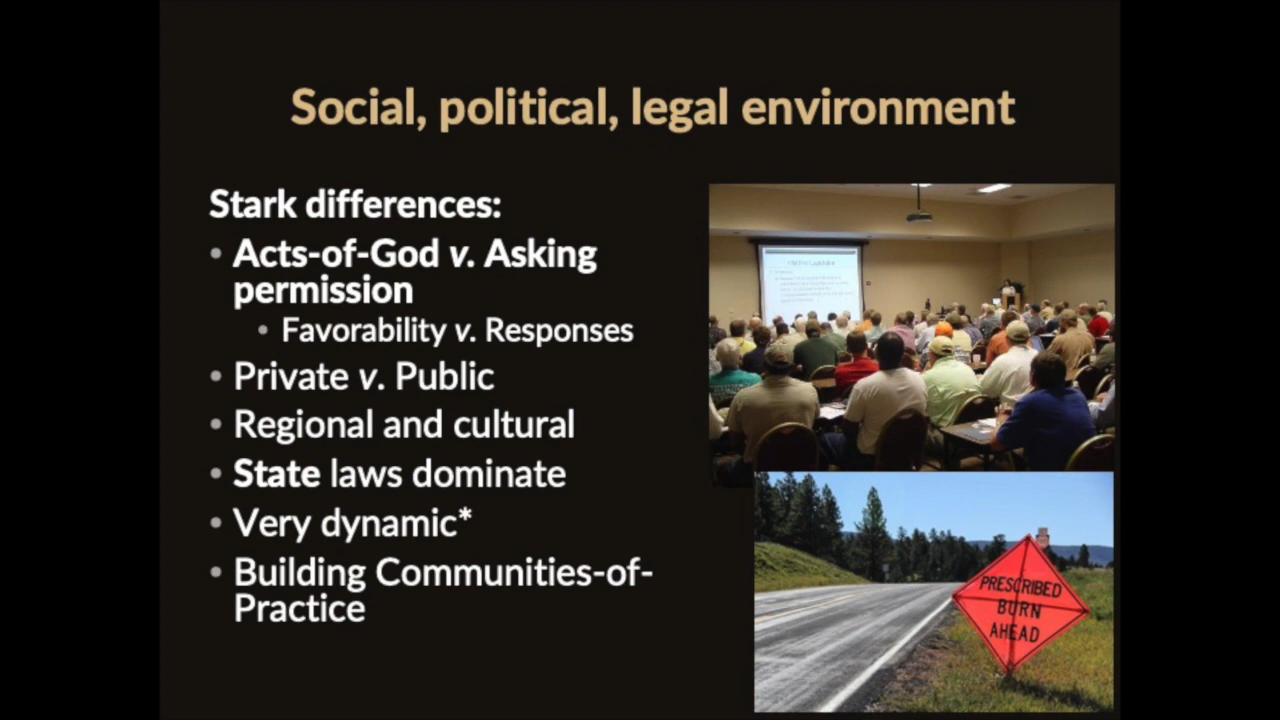 Social, political, legal environment
Stark differences:
• Acts-of-God v. Asking
permission
• Favorability v. Responses
• Private v. Public
• Regional and cultural
• State laws dominate
• Very dynamic*
• Building Communities-of-
Practice
PRESCRIBED
BURN
AHEAD